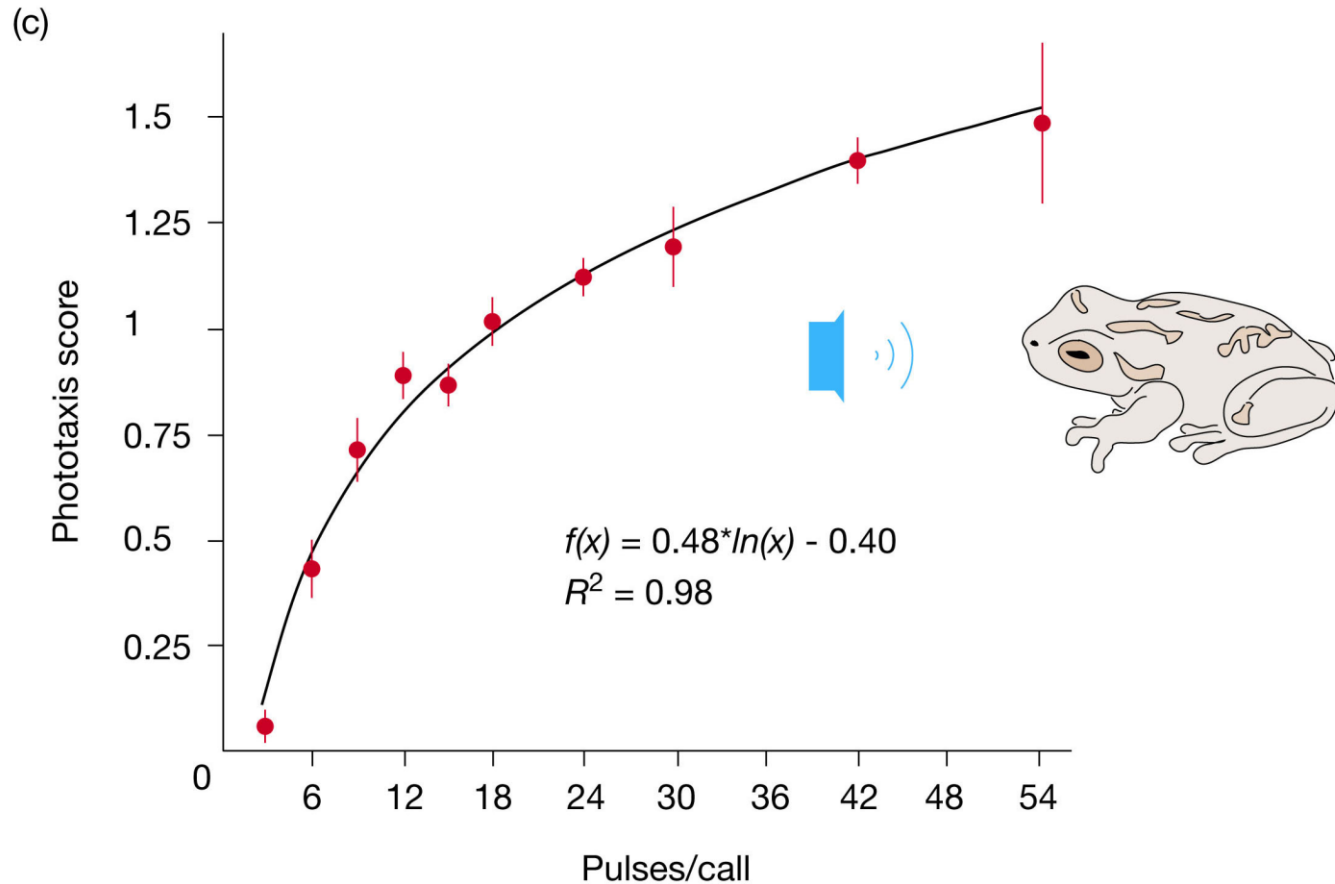 (c)
1.5
1.25
1
0.75
0.5
0.25
0
6 12 18 24 30 36 42 48 54
Phototaxis score
Pulses/call
f(x) = 0.48*ln(x) - 0.40
R² = 0.98